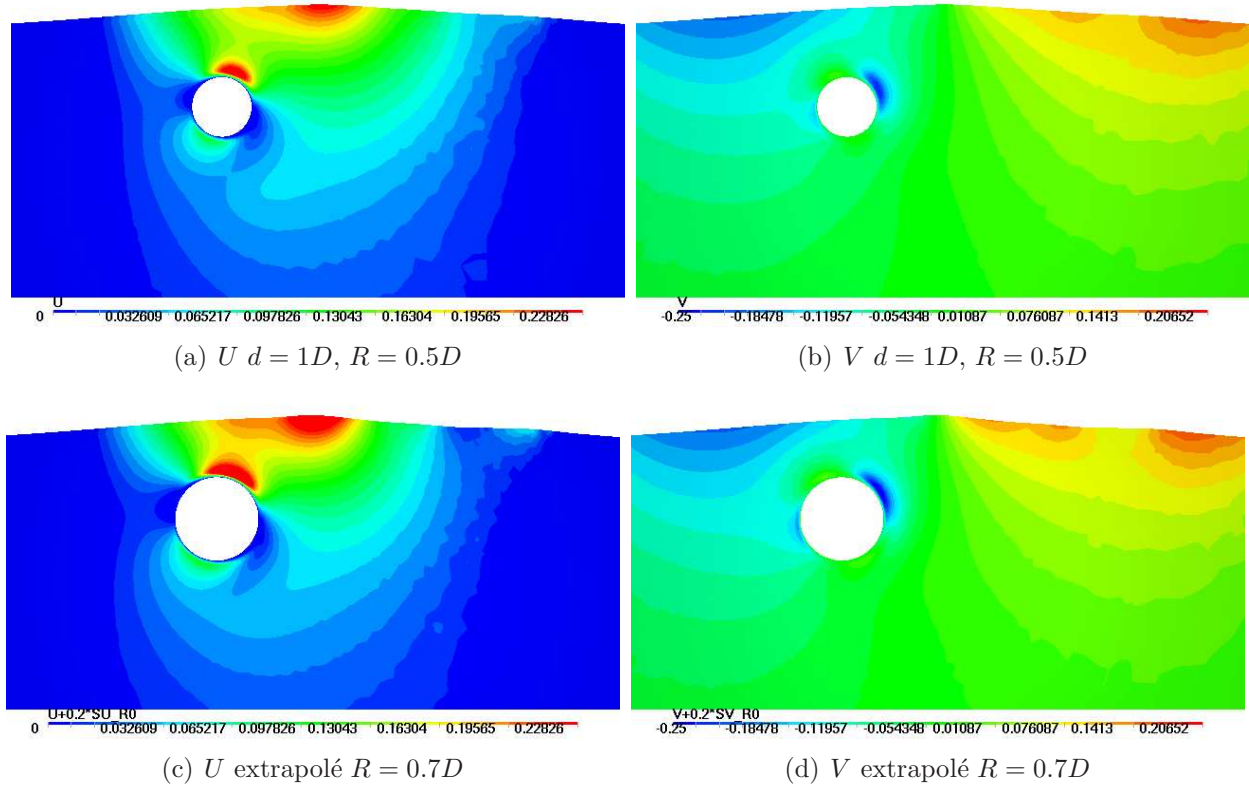 U
0 0.032609 0.065217 0.097826 0.13043 0.16304 0.19565 0.22826
(a) U d = 1D, R = 0.5D
V
-0.25 -0.18478 -0.11957 -0.054348 0.01087 0.076087 0.1413 0.20652
(b) V d = 1D, R = 0.5D
U+0.2*SU_R0
0 0.032609 0.065217 0.097826 0.13043 0.16304 0.19565 0.22826
(c) U extrapolé R = 0.7D
V+0.2*SV_R0
-0.25 -0.18478 -0.11957 -0.054348 0.01087 0.076087 0.1413 0.20652
(d) V extrapolé R = 0.7D